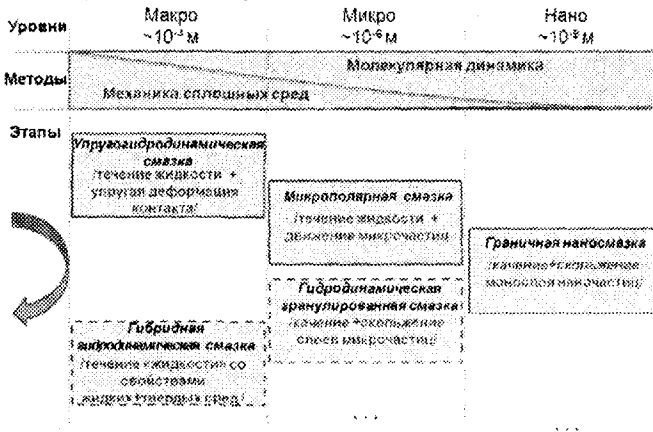 Уровни
Макро
~10⁻³ м
Микро
~10⁻⁶ м
Нано
~10⁻⁹ м
Методы
Молекулярная динамика
Механика сплошных сред
Этапы
Упругогидродинамическая
смазка
/течение жидкости +
упругая деформация
контакта/
Микрополярная смазка
/течение жидкости +
движение микрочастиц
Граничная наносмазка
/качение+скольжение
монослоя наночастиц/
Гидродинамическая
гранулированная смазка
/качение +скольжение
слоев микрочастиц/
Гибридная
гидродинамическая смазка
/течение «жидкости» со
свойствами
жидких+твердых сред/
. . .
. . .